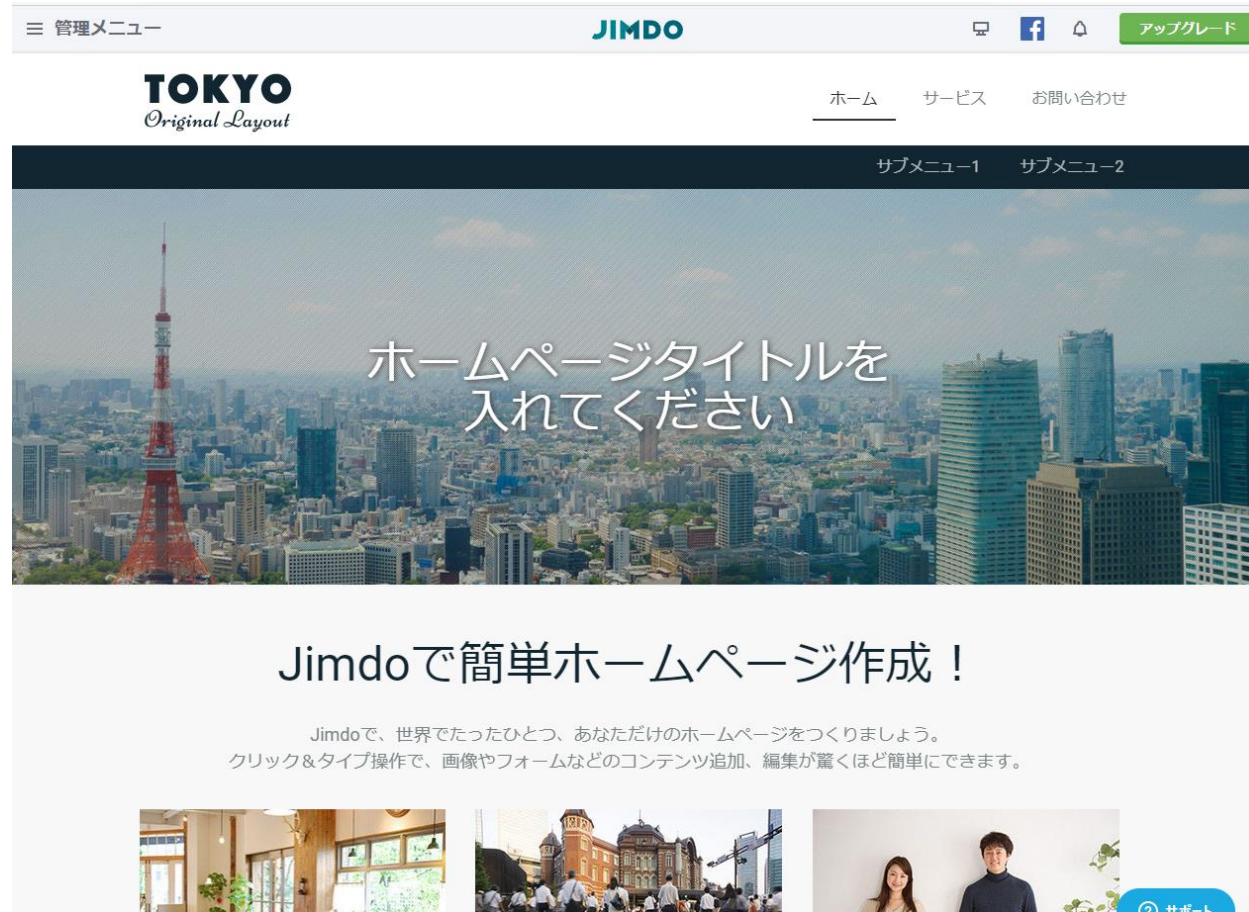 管理メニュー
JIMDO
アップグレード
TOKYO
Original Layout
ホーム
サービス
お問い合わせ
サブメニュー1
サブメニュー2
ホームページタイトルを
入れてください
Jimdoで簡単ホームページ作成！
Jimdoで、世界でたったひとつ、あなただけのホームページをつくりましょう。
クリック＆タイプ操作で、画像やフォームなどのコンテンツ追加、編集が驚くほど簡単にできます。
サポート